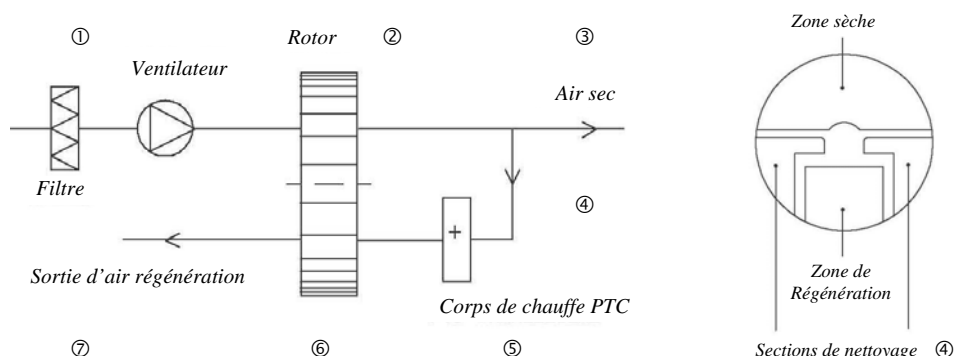 ① Rotor ② ③
Ventilateur
Air sec
Filtre
④
+
Sortie d'air régénération
Corps de chauffe PTC
⑦ ⑥ ⑤
Zone sèche
Zone de
Régénération
Sections de nettoyage ④